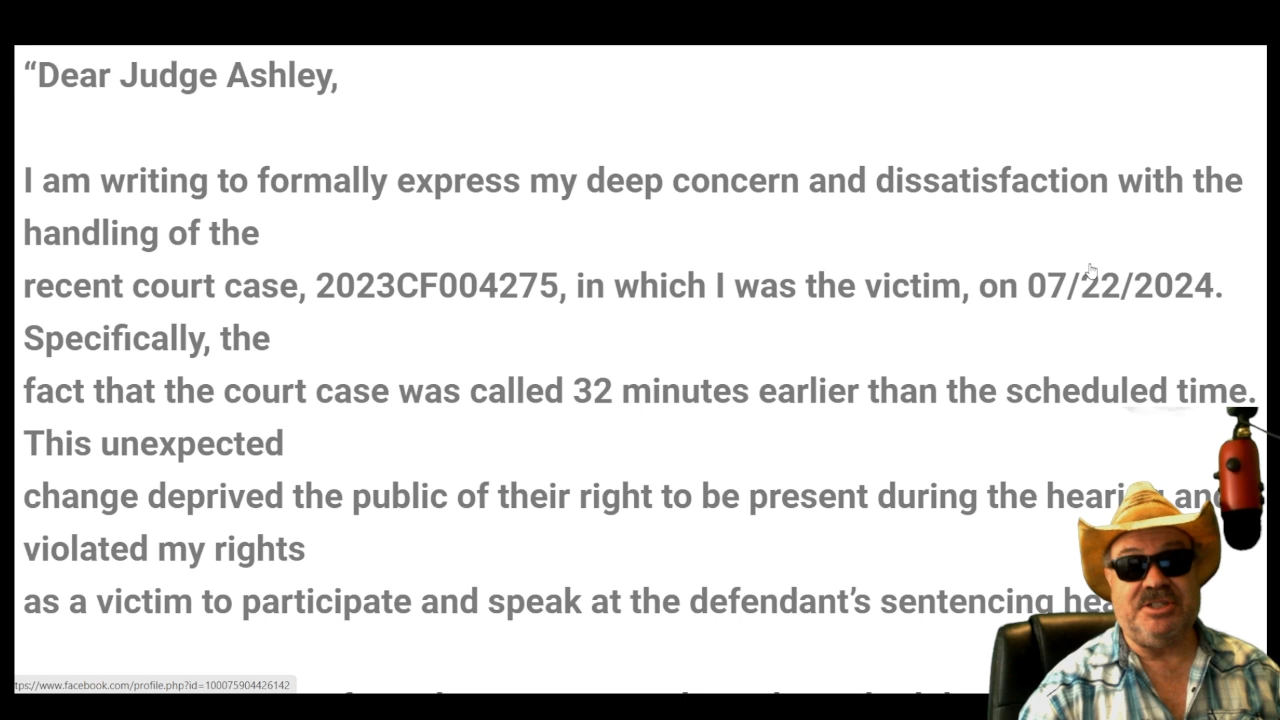 “Dear Judge Ashley,
I am writing to formally express my deep concern and dissatisfaction with the
handling of the
recent court case, 2023CF004275, in which I was the victim, on 07/22/2024.
Specifically, the
fact that the court case was called 32 minutes earlier than the scheduled time.
This unexpected
change deprived the public of their right to be present during the hearing and
violated my rights
as a victim to participate and speak at the defendant’s sentencing
tps://www.facebook.com/profile.php?id=100075904426142